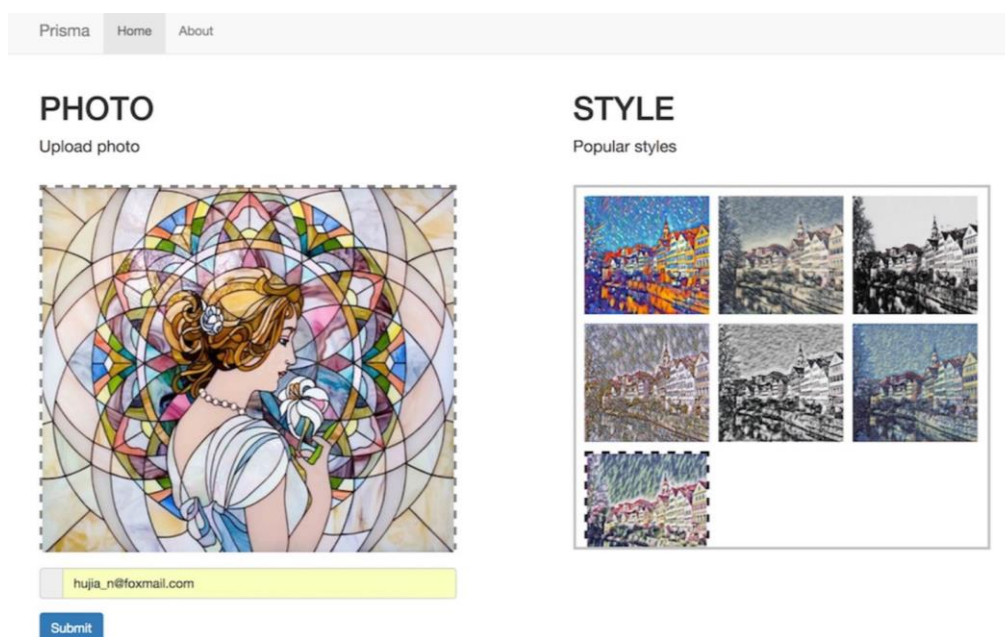 Prisma Home About
PHOTO
Upload photo
STYLE
Popular styles
hujia_n@foxmail.com
Submit